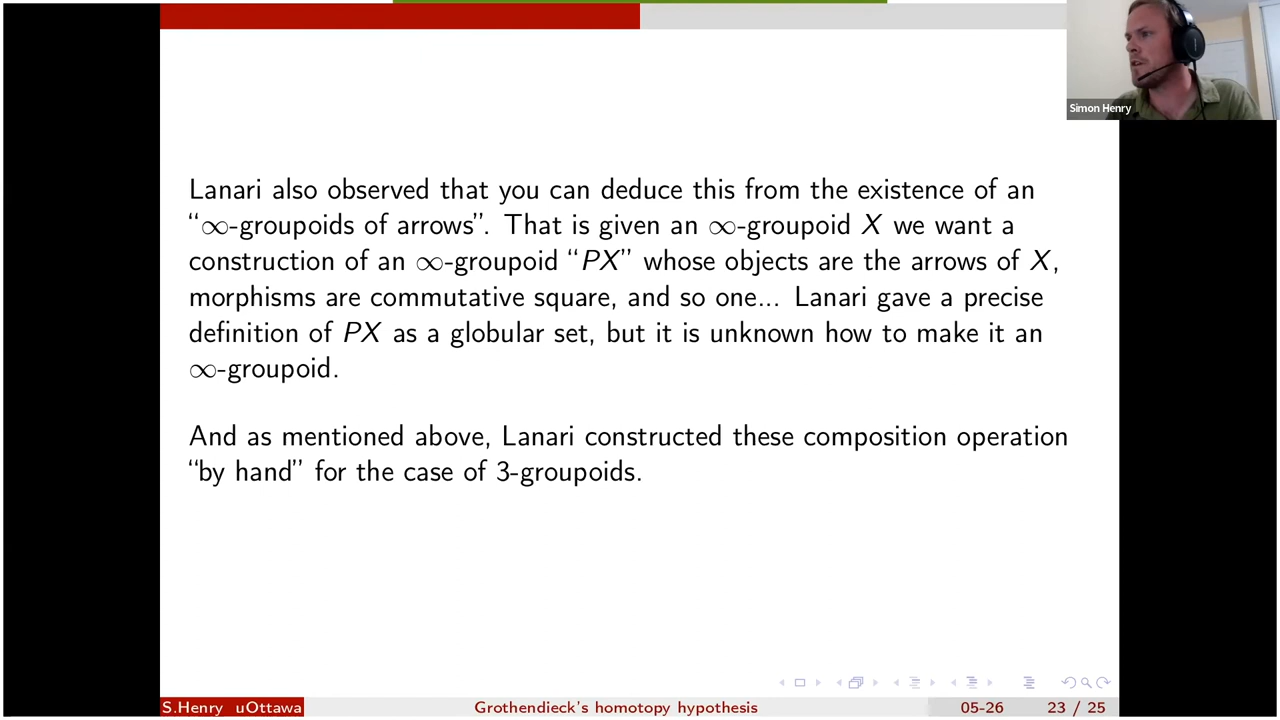 Simon Henry
Lanari also observed that you can deduce this from the existence of an
“∞-groupoids of arrows”. That is given an ∞-groupoid X we want a
construction of an ∞-groupoid “PX” whose objects are the arrows of X,
morphisms are commutative square, and so one... Lanari gave a precise
definition of PX as a globular set, but it is unknown how to make it an
∞-groupoid.
And as mentioned above, Lanari constructed these composition operation
“by hand” for the case of 3-groupoids.
S.Henry uOttawa
Grothendieck's homotopy hypothesis
05-26
23 / 25